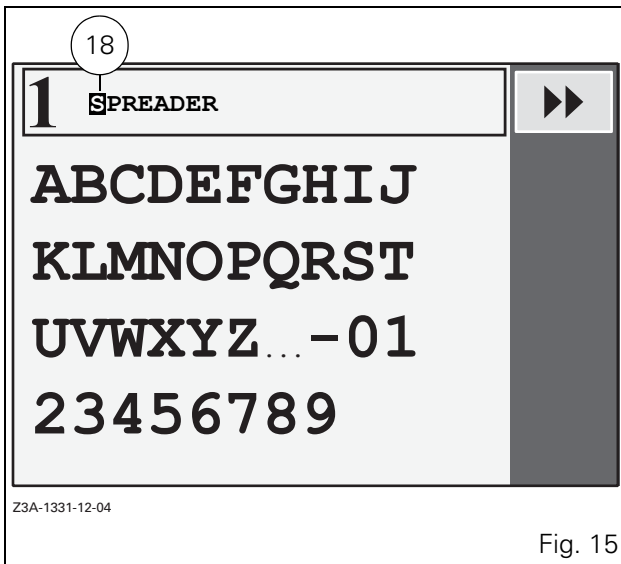 18
1 SPREADER
ABCDEFGHIJ
KLMNOPQRST
UVWXYZ...-01
23456789
Z3A-1331-12-04
Fig. 15